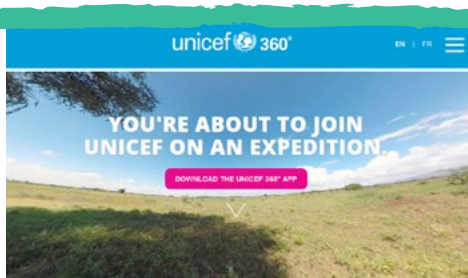 unicef 360°
EN | FR
YOU'RE ABOUT TO JOIN
UNICEF ON AN EXPEDITION...
DOWNLOAD THE UNICEF 360° APP